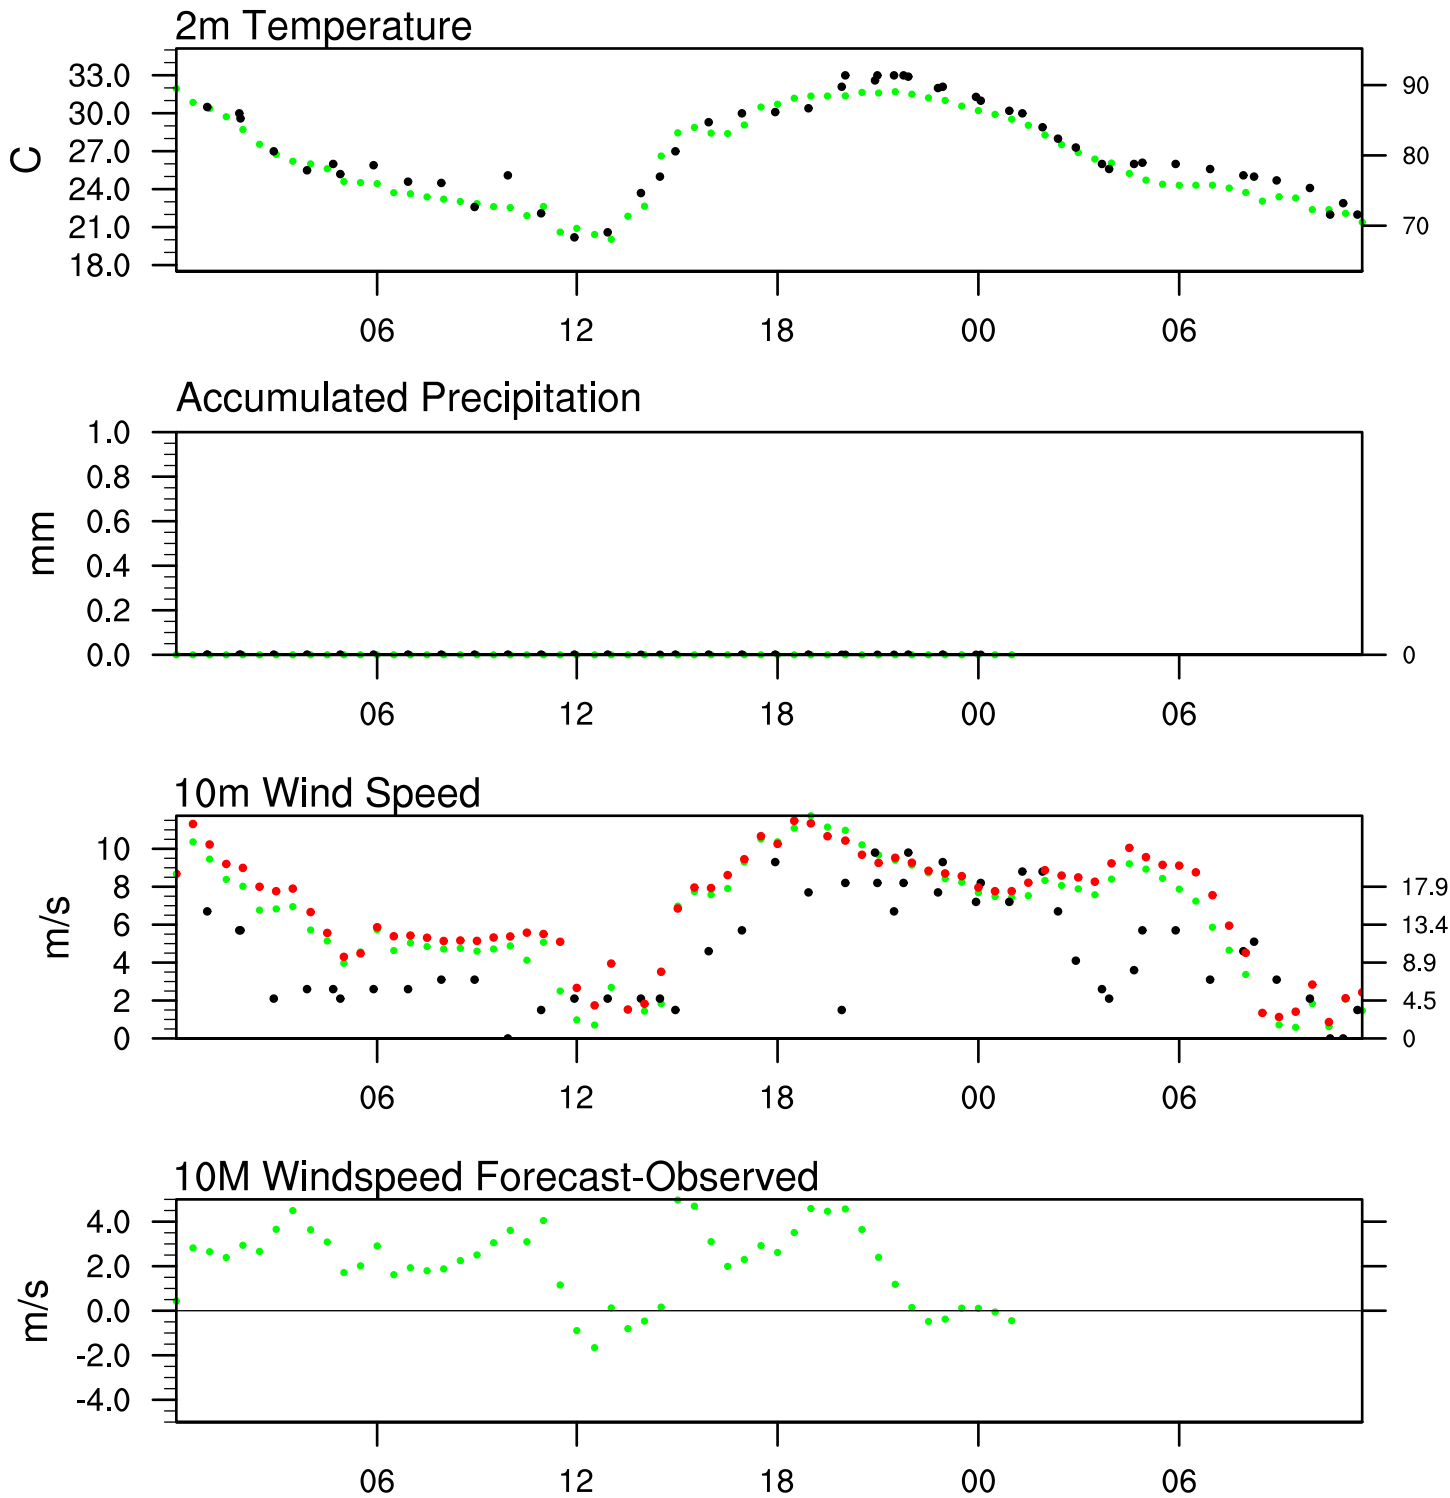 2m Temperature
33.0
30.0
27.0
24.0
21.0
18.0
C
90
80
70
06 12 18 00 06
Accumulated Precipitation
1.0
0.8
0.6
0.4
0.2
0.0
mm
0
06 12 18 00 06
10m Wind Speed
10
8
6
4
2
0
m/s
17.9
13.4
8.9
4.5
0
06 12 18 00 06
10M Windspeed Forecast-Observed
4.0
2.0
0.0
-2.0
-4.0
m/s
06 12 18 00 06